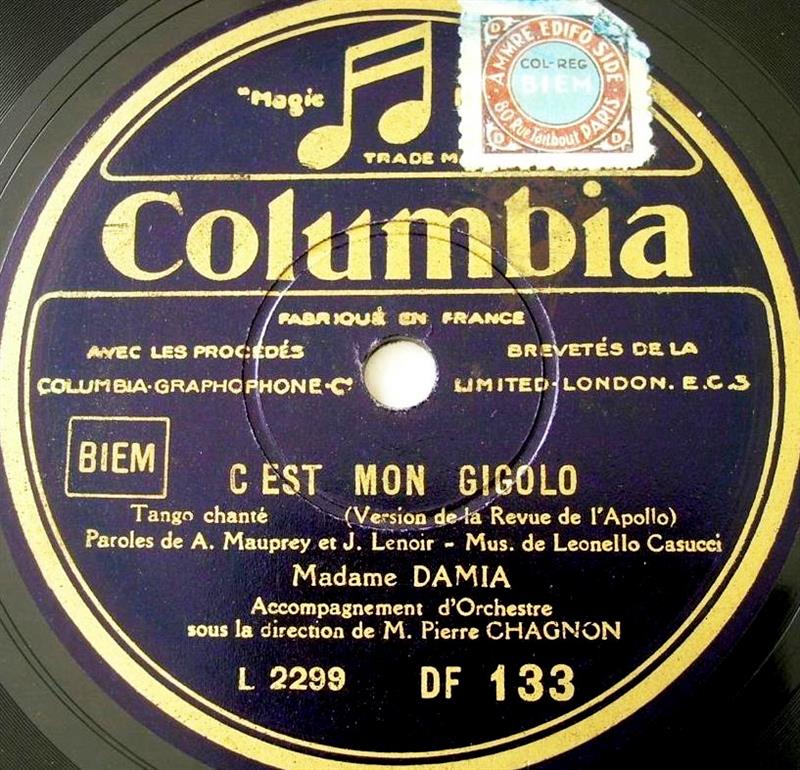 "Magic
TRADE M
AMMRE, EDIFO, SIDE
COL-REG
BIEM
80 Rue Taitbout PARIS
Columbia
FABRIQUÉ EN FRANCE
AVEC LES PROCÉDÉS BREVETÉS DE LA
COLUMBIA-GRAPHOPHONE-Cº LIMITED-LONDON. E.C.3
BIEM
C EST MON GIGOLO
Tango chanté (Version de la Revue de l'Apollo)
Paroles de A. Mauprey et J. Lenoir - Mus. de Leonello Casucci
Madame DAMIA
Accompagnement d'Orchestre
sous la direction de M. Pierre CHAGNON
L 2299 DF 133